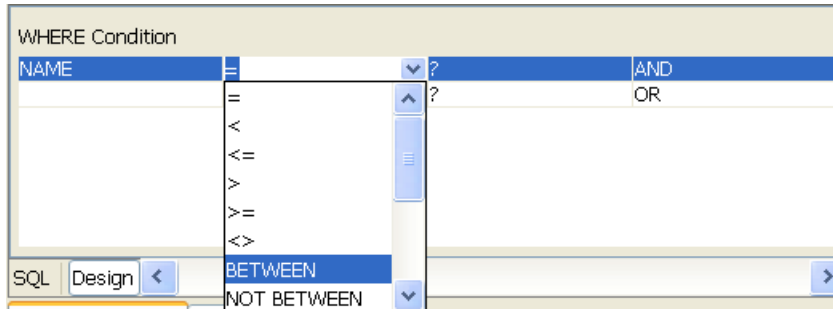 WHERE Condition
NAME = ? AND
= ? OR
<
<=
>
>=
<>
BETWEEN
SQL Design
NOT BETWEEN